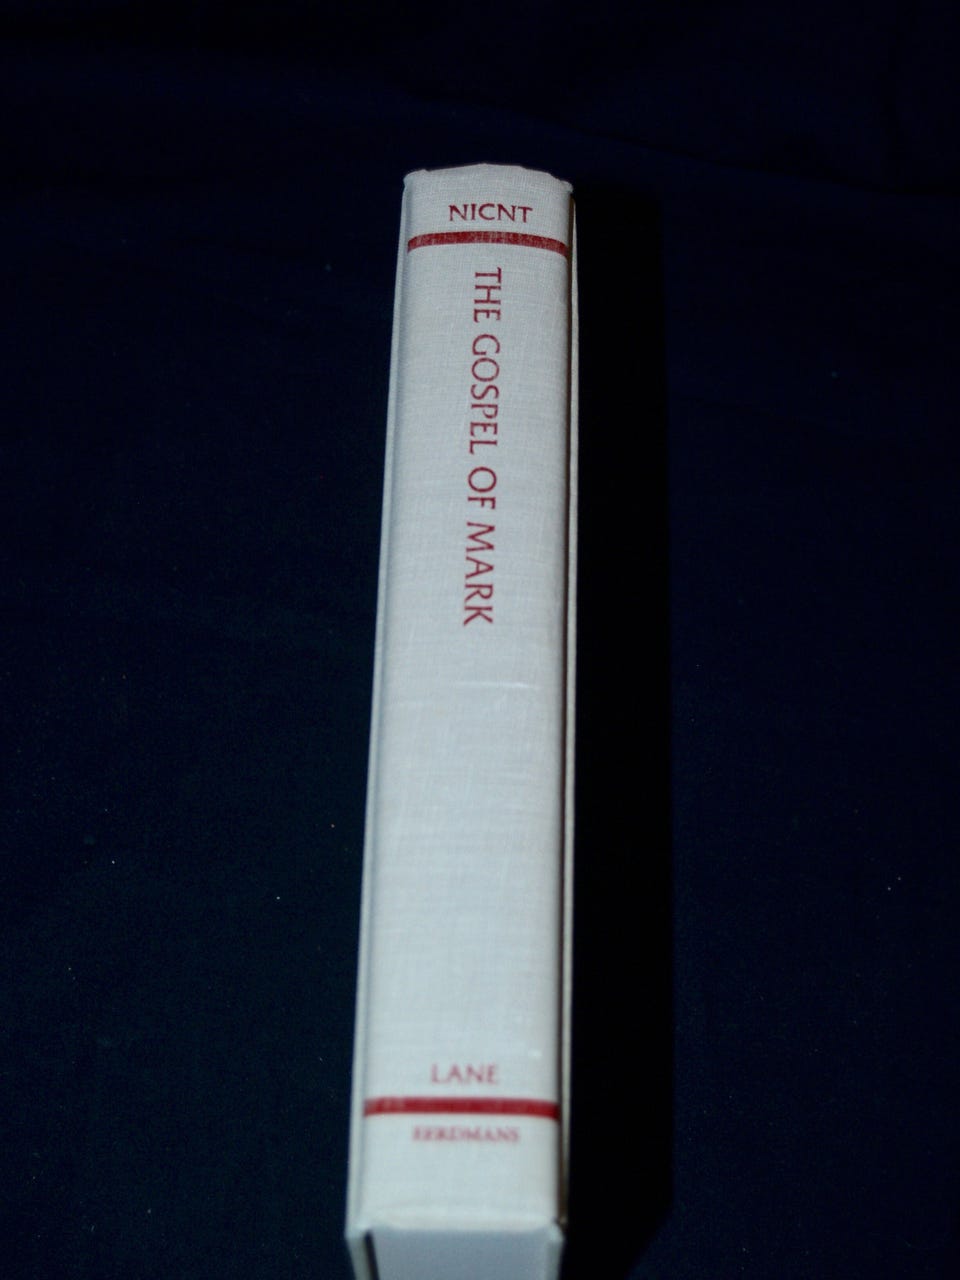 NICNT
THE GOSPEL OF MARK
LANE
EERDMANS